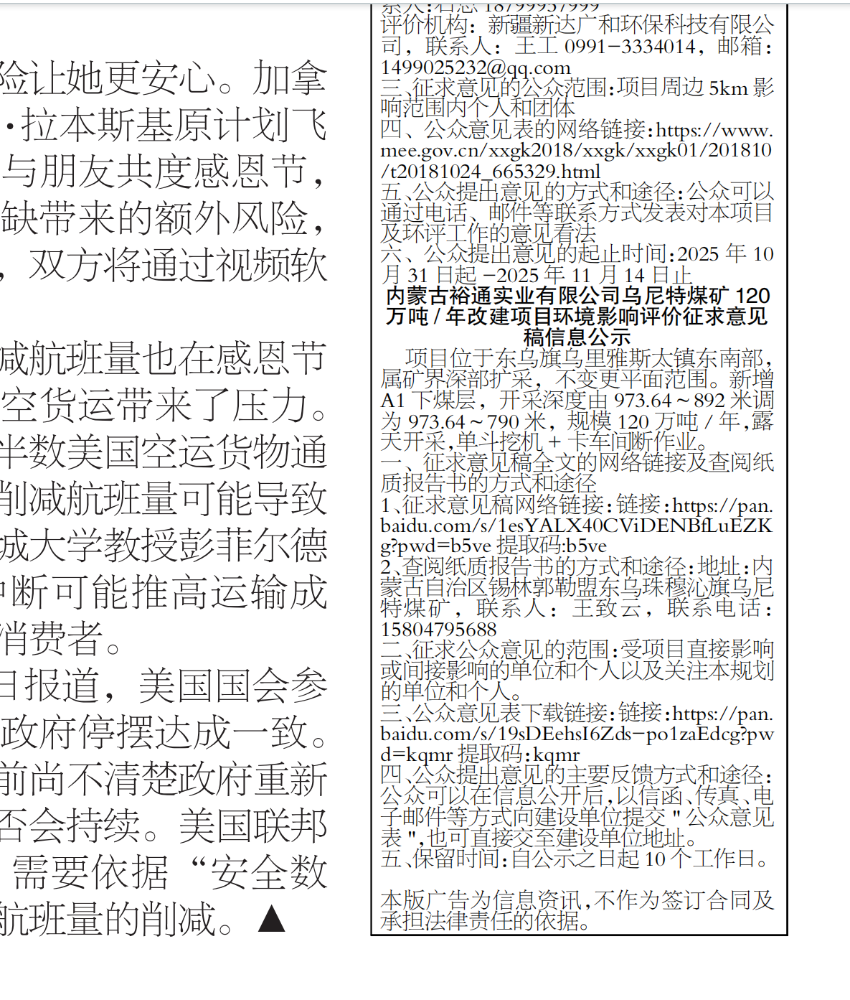 险让她更安心。加拿
·拉本斯基原计划飞
与朋友共度感恩节，
缺带来的额外风险，
，双方将通过视频软
减航班量也在感恩节
空货运带来了压力。
半数美国空运货物通
削减航班量可能导致
城大学教授彭菲尔德
中断可能推高运输成
消费者。
日报道，美国国会参
政府停摆达成一致。
前尚不清楚政府重新
否会持续。美国联邦
需要依据“安全数
航班量的削减。▲
系人:石总 18799957999
评价机构：新疆新达广和环保科技有限公
司，联系人：王工 0991-3334014，邮箱：
1499025232@qq.com
三、征求意见的公众范围:项目周边 5km 影
响范围内个人和团体
四、公众意见表的网络链接:https://www.
mee.gov.cn/xxgk2018/xxgk/xxgk01/201810
/t20181024_665329.html
五、公众提出意见的方式和途径:公众可以
通过电话、邮件等联系方式发表对本项目
及环评工作的意见看法
六、公众提出意见的起止时间:2025 年 10
月 31 日起 -2025 年 11 月 14 日止
内蒙古裕通实业有限公司乌尼特煤矿 120
万吨 / 年改建项目环境影响评价征求意见
稿信息公示
项目位于东乌旗乌里雅斯太镇东南部，
属矿界深部扩采，不变更平面范围。新增
A1 下煤层，开采深度由 973.64～892 米调
为 973.64～790 米，规模 120 万吨 / 年,露
天开采,单斗挖机 + 卡车间断作业。
一、征求意见稿全文的网络链接及查阅纸
质报告书的方式和途径
1、征求意见稿网络链接:链接:https://pan.
baidu.com/s/1esYALX40CViDENBfLuEZK
g?pwd=b5ve 提取码:b5ve
2、查阅纸质报告书的方式和途径:地址:内
蒙古自治区锡林郭勒盟东乌珠穆沁旗乌尼
特煤矿，联系人：王致云，联系电话：
15804795688
二、征求公众意见的范围:受项目直接影响
或间接影响的单位和个人以及关注本规划
的单位和个人。
三、公众意见表下载链接:链接:https://pan.
baidu.com/s/19sDEehsI6Zds-po1zaEdcg?pw
d=kqmr 提取码:kqmr
四、公众提出意见的主要反馈方式和途径：
公众可以在信息公开后,以信函、传真、电
子邮件等方式向建设单位提交 " 公众意见
表 ",也可直接交至建设单位地址。
五、保留时间:自公示之日起 10 个工作日。
本版广告为信息资讯,不作为签订合同及
承担法律责任的依据。